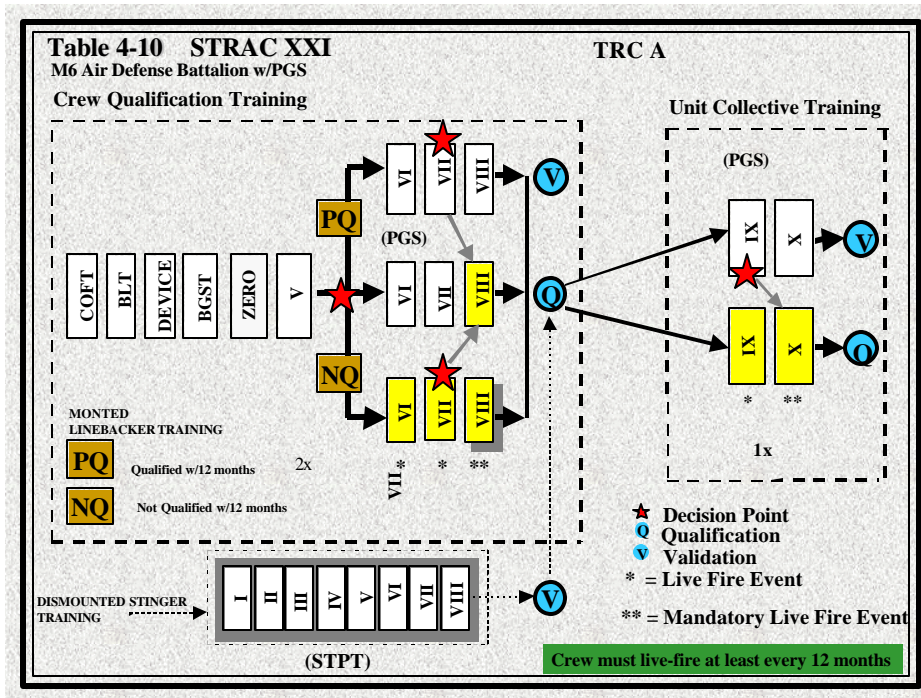 Table 4-10 STRAC XXI
TRC A
M6 Air Defense Battalion w/PGS
Crew Qualification Training
Unit Collective Training
VI
VII
VIII
V
(PGS)
PQ
(PGS)
IX
X
V
COFT
BLT
DEVICE
BGST
ZERO
V
VI
VII
VIII
Q
NQ
IX
X
Q
VI
VII
VIII
*
**
MONTED
LINEBACKER TRAINING
PQ
Qualified w/12 months
2x
VII
*
*
**
1x
NQ
Not Qualified w/12 months
Decision Point
Q Qualification
V Validation
* = Live Fire Event
** = Mandatory Live Fire Event
DISMOUNTED STINGER
TRAINING
I
II
III
IV
V
VI
VII
VIII
V
(STPT)
Crew must live-fire at least every 12 months